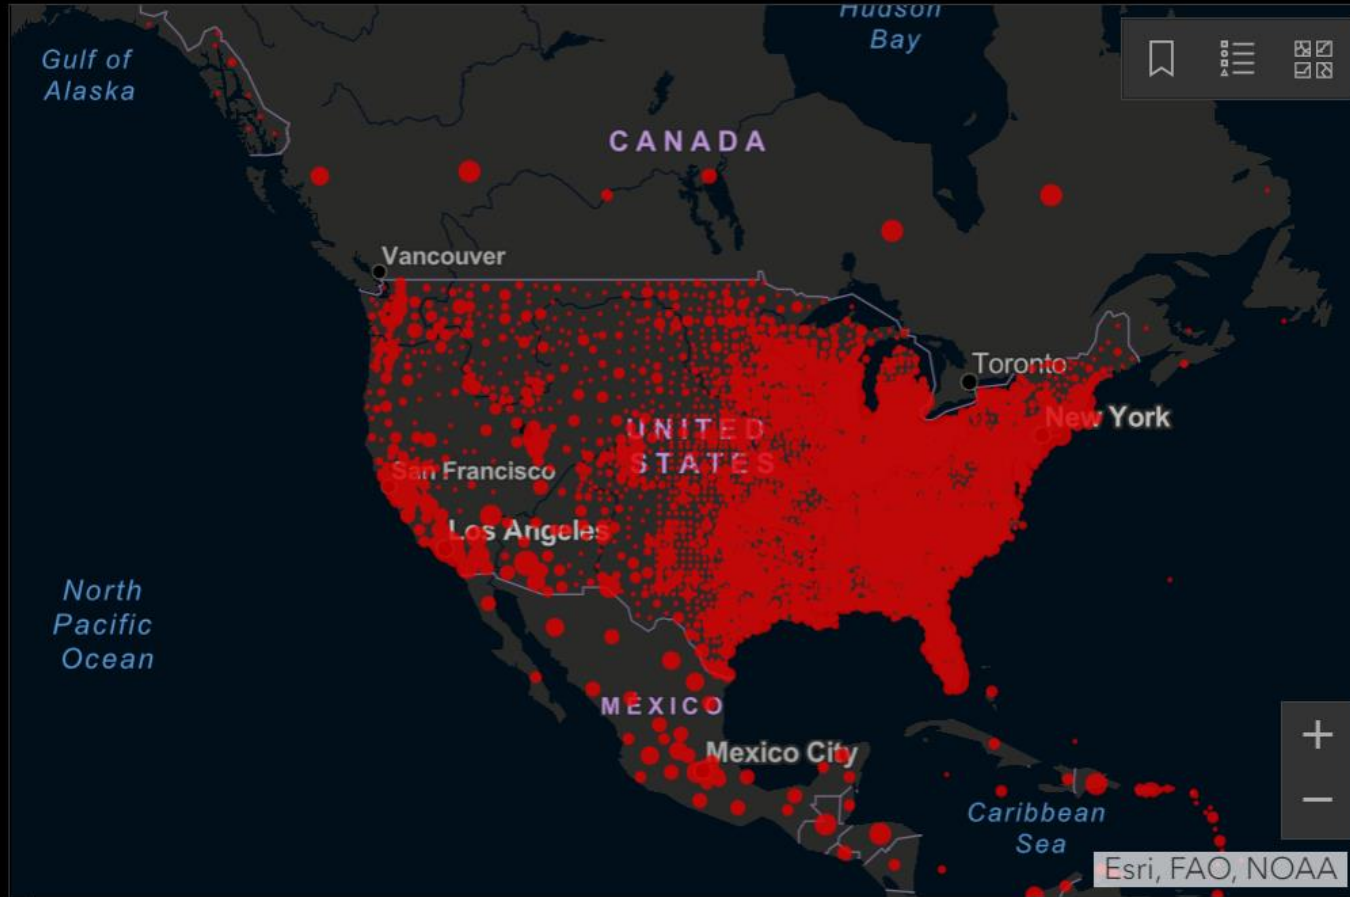 Hudson
Bay
Gulf of
Alaska
CANADA
Vancouver
Toronto
New York
UNITED
STATES
San Francisco
Los Angeles
North
Pacific
Ocean
MEXICO
Mexico City
Caribbean
Sea
Esri, FAO, NOAA